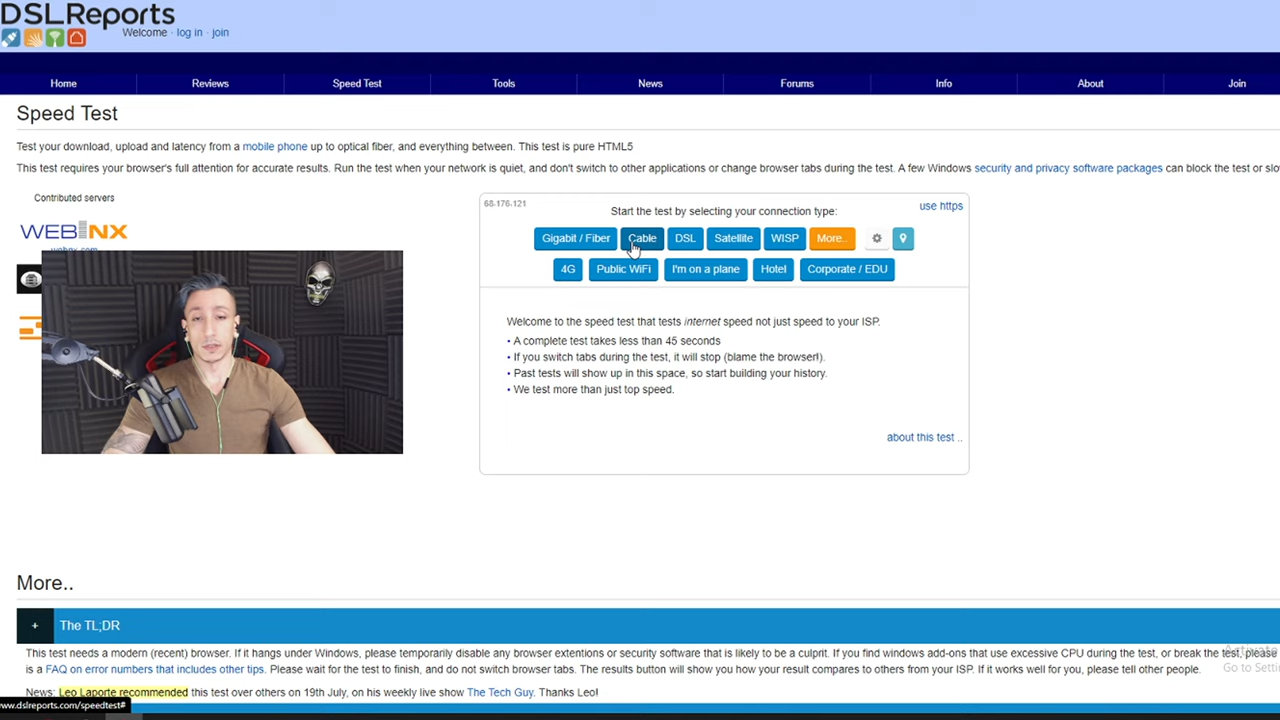 DSLReports
Welcome · log in · join
Home Reviews Speed Test Tools News Forums Info About Join
Speed Test
Test your download, upload and latency from a mobile phone up to optical fiber, and everything between. This test is pure HTML5
This test requires your browser's full attention for accurate results. Run the test when your network is quiet, and don't switch to other applications or change browser tabs during the test. A few Windows security and privacy software packages can block the test or slo
Contributed servers
WEBNX
webnx.com
68-176-121
Start the test by selecting your connection type:
use https
Gigabit / Fiber Cable DSL Satellite WISP More..
4G Public WiFi I'm on a plane Hotel Corporate / EDU
Welcome to the speed test that tests internet speed not just speed to your ISP.
• A complete test takes less than 45 seconds
• If you switch tabs during the test, it will stop (blame the browser!).
• Past tests will show up in this space, so start building your history.
• We test more than just top speed.
about this test ..
More..
+ The TL;DR
This test needs a modern (recent) browser. If it hangs under Windows, please temporarily disable any browser extentions or security software that is likely to be a culprit. If you find windows add-ons that use excessive CPU during the test, or break the test, please
is a FAQ on error numbers that includes other tips. Please wait for the test to finish, and do not switch browser tabs. The results button will show you how your result compares to others from your ISP. If it works well for you, please tell other people.
Activate
Go to Setti
News: Leo Laporte recommended this test over others on 19th July, on his weekly live show The Tech Guy. Thanks Leo!
www.dslreports.com/speedtest#